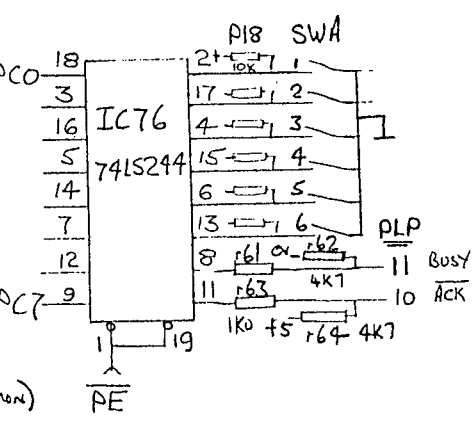 P18 SWA
PC0 18 2 + 10K 1
3 17 2
IC76
16 4 3
74LS244
5 15 4
14 6 5
7 13 6
PLP
12 8 r61 r62 11 BUSY
4K7
PC7 9 11 r63 10 ACK
1K0 +5 r64 4K7
1 19
PE